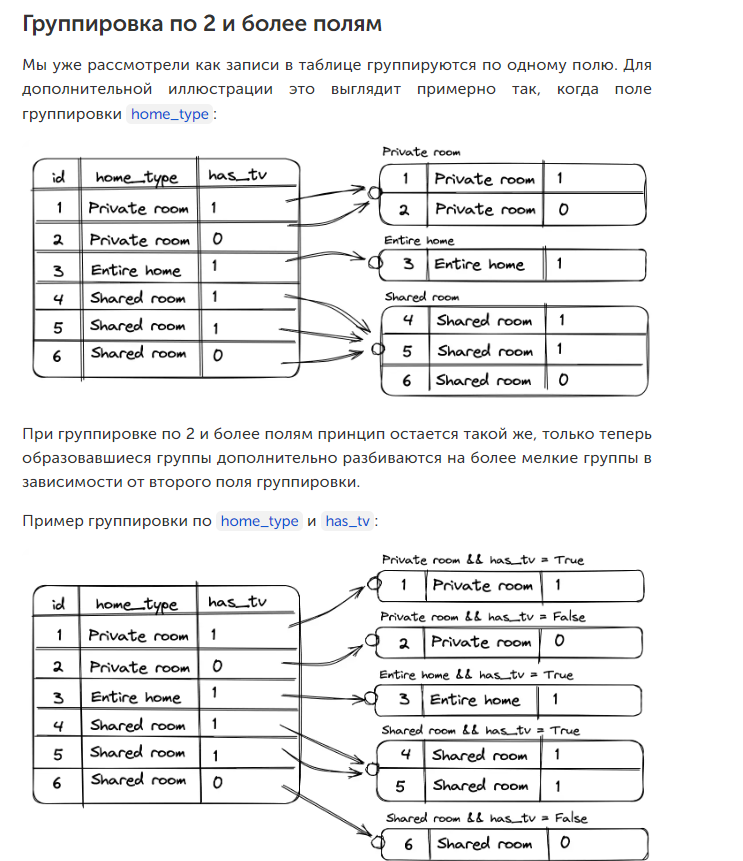 Группировка по 2 и более полям
Мы уже рассмотрели как записи в таблице группируются по одному полю. Для
дополнительной иллюстрации это выглядит примерно так, когда поле
группировки home_type:
id home_type has_tv
1 Private room 1
2 Private room 0
3 Entire home 1
4 Shared room 1
5 Shared room 1
6 Shared room 0
Private room
1 Private room 1
2 Private room 0
Entire home
3 Entire home 1
Shared room
4 Shared room 1
5 Shared room 1
6 Shared room 0
При группировке по 2 и более полям принцип остается такой же, только теперь
образовавшиеся группы дополнительно разбиваются на более мелкие группы в
зависимости от второго поля группировки.
Пример группировки по home_type и has_tv:
id home_type has_tv
1 Private room 1
2 Private room 0
3 Entire home 1
4 Shared room 1
5 Shared room 1
6 Shared room 0
Private room && has_tv = True
1 Private room 1
Private room && has_tv = False
2 Private room 0
Entire home && has_tv = True
3 Entire home 1
Shared room && has_tv = True
4 Shared room 1
5 Shared room 1
Shared room && has_tv = False
6 Shared room 0